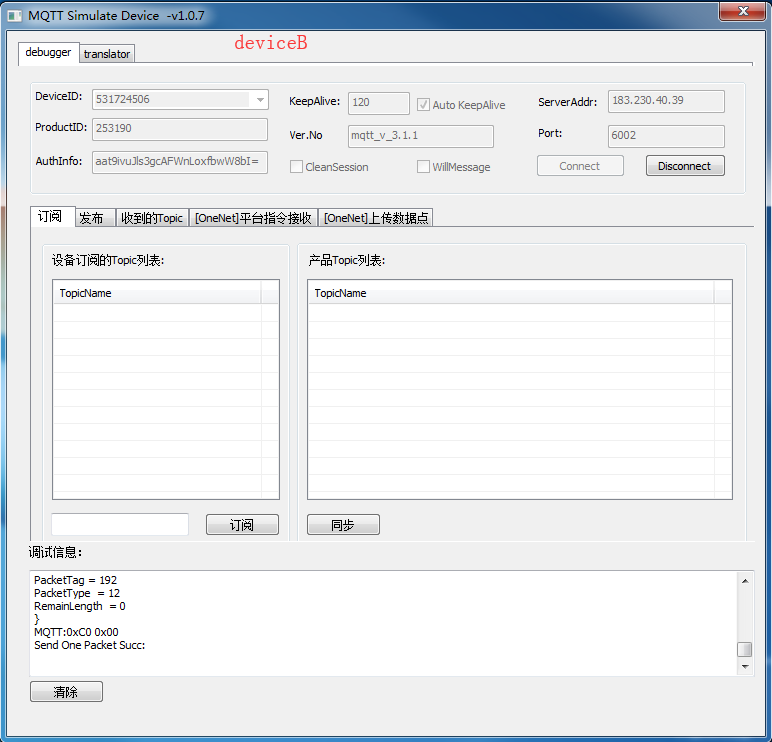 MQTT Simulate Device -v1.0.7
deviceB
debugger translator
DeviceID: 531724506 KeepAlive: 120 Auto KeepAlive ServerAddr: 183.230.40.39
ProductID: 253190 Ver.No mqtt_v_3.1.1 Port: 6002
AuthInfo: aat9ivuJls3gcAFWnLoxfbwW8bI= CleanSession WillMessage Connect Disconnect
订阅 发布 收到的Topic [OneNet]平台指令接收 [OneNet]上传数据点
设备订阅的Topic列表: 产品Topic列表:
TopicName TopicName
订阅 同步
调试信息:
PacketTag = 192
PacketType = 12
RemainLength = 0
}
MQTT:0xC0 0x00
Send One Packet Succ:
清除